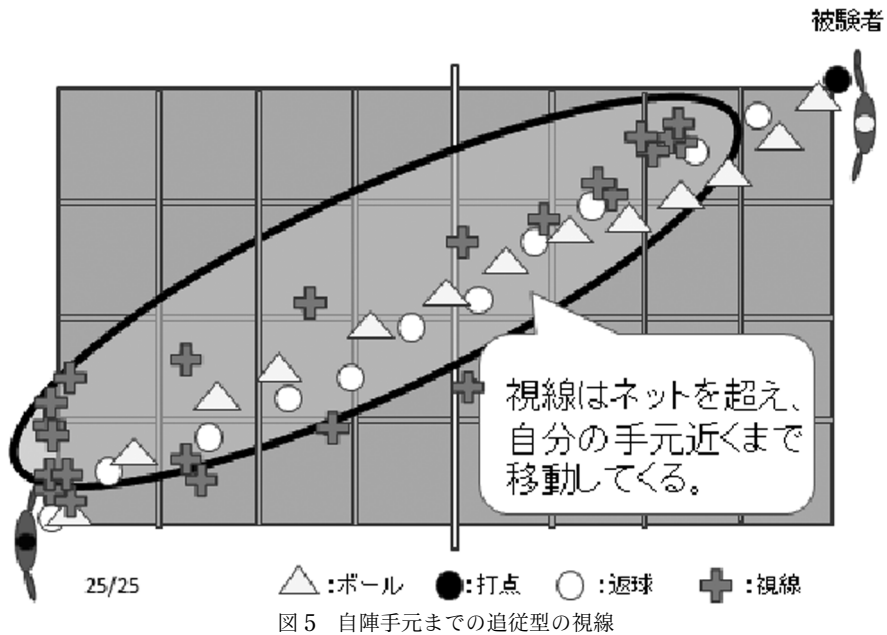 被験者
視線はネットを超え、
自分の手元近くまで
移動してくる。
25/25 :ボール :打点 :返球 :視線
図5 自陣手元までの追従型の視線